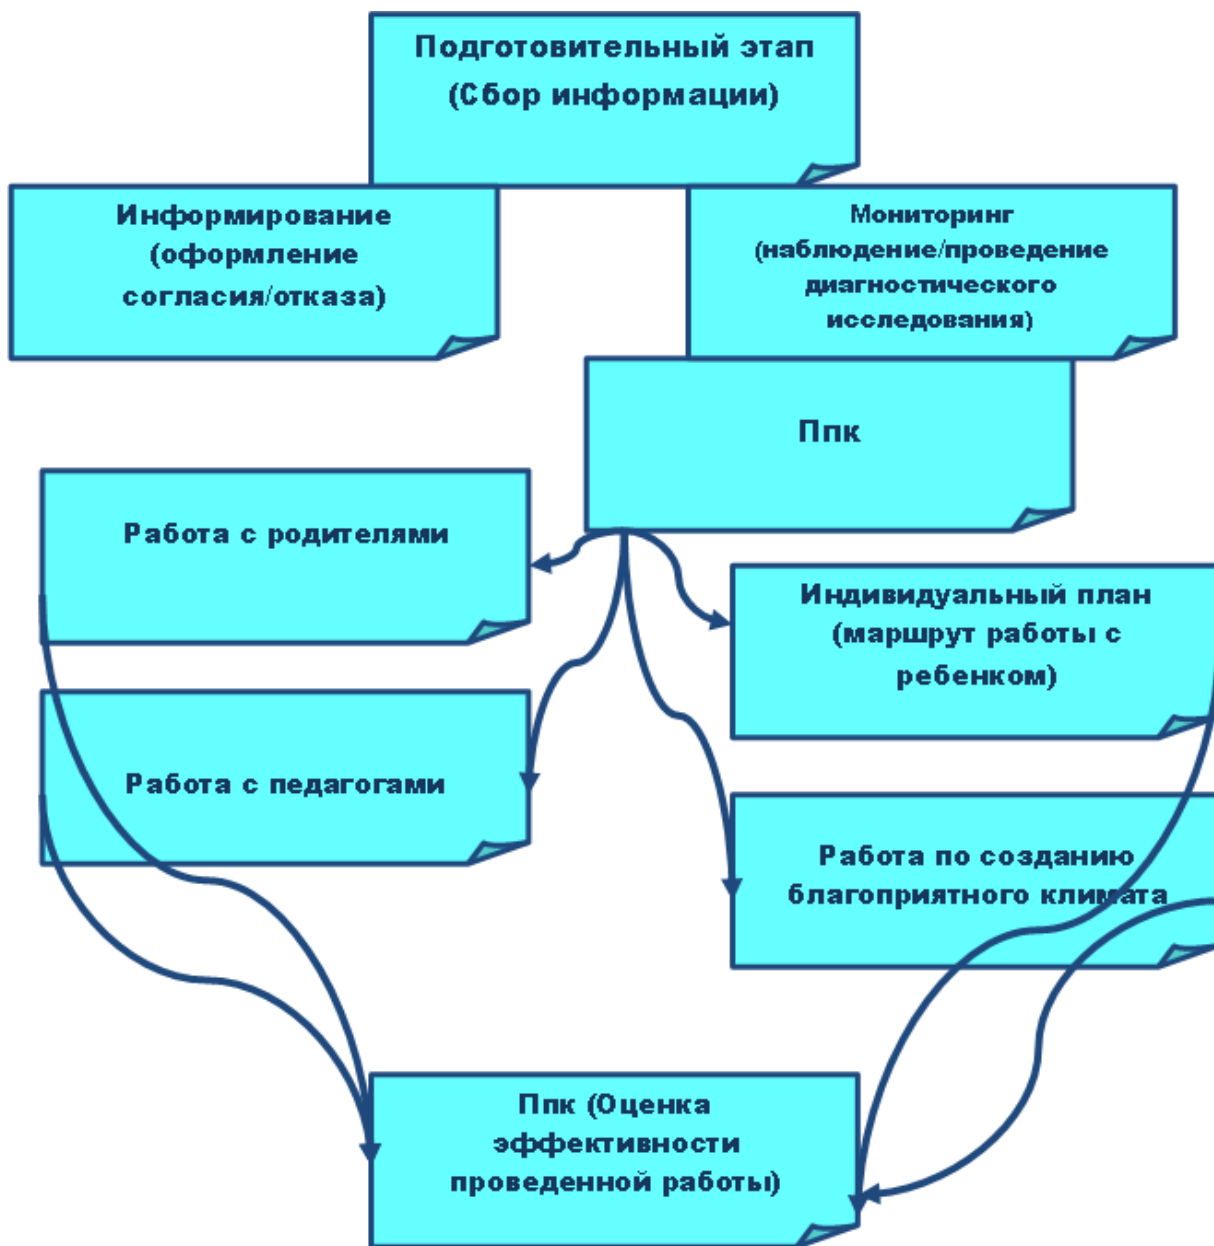 Подготовительный этап
(Сбор информации)
Информирование
(оформление
согласия/отказа)
Мониторинг
(наблюдение/проведение
диагностического
исследования)
Ппк
Работа с родителями
Индивидуальный план
(маршрут работы с
ребенком)
Работа с педагогами
Работа по созданию
благоприятного климата
Ппк (Оценка
эффективности
проведенной работы)